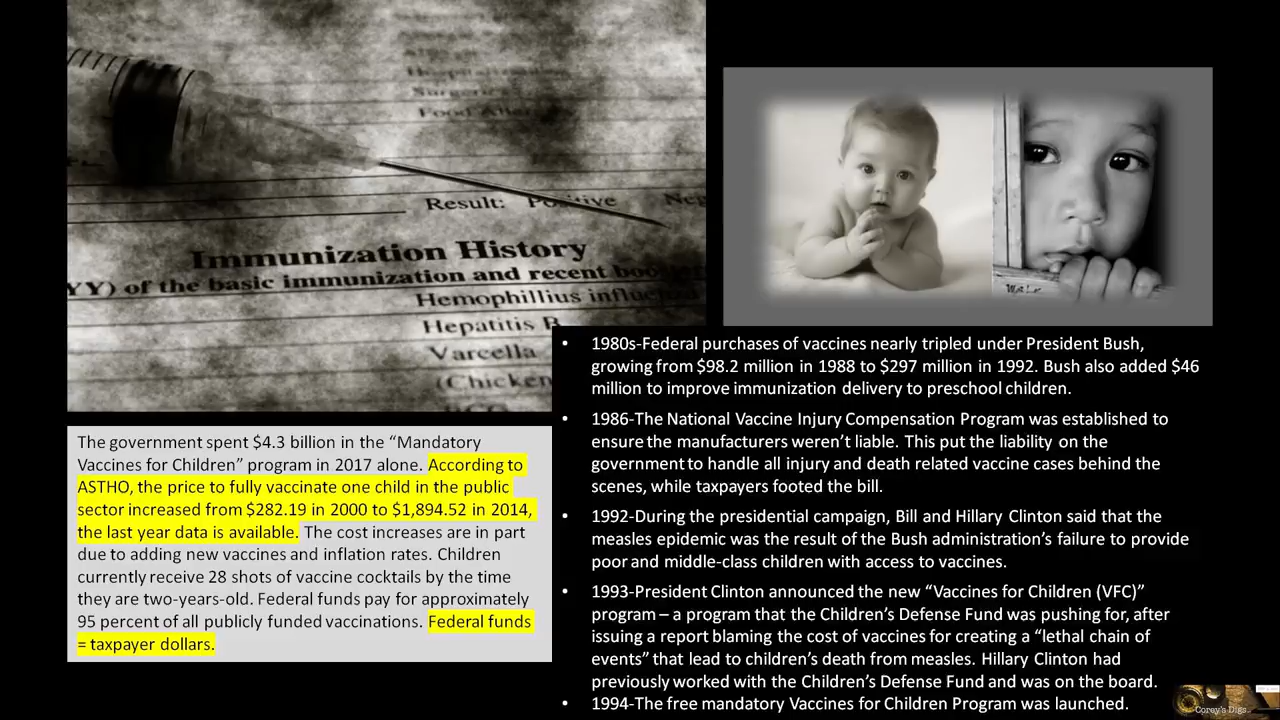 Surgeries
Food Allergies
Result: Positive Neg
Immunization History
YY) of the basic immunization and recent boo
Hemophillius influe
Hepatitis B
Varcella
(Chicken
The government spent $4.3 billion in the “Mandatory
Vaccines for Children” program in 2017 alone. According to
ASTHO, the price to fully vaccinate one child in the public
sector increased from $282.19 in 2000 to $1,894.52 in 2014,
the last year data is available. The cost increases are in part
due to adding new vaccines and inflation rates. Children
currently receive 28 shots of vaccine cocktails by the time
they are two-years-old. Federal funds pay for approximately
95 percent of all publicly funded vaccinations. Federal funds
= taxpayer dollars.
• 1980s-Federal purchases of vaccines nearly tripled under President Bush,
growing from $98.2 million in 1988 to $297 million in 1992. Bush also added $46
million to improve immunization delivery to preschool children.
• 1986-The National Vaccine Injury Compensation Program was established to
ensure the manufacturers weren’t liable. This put the liability on the
government to handle all injury and death related vaccine cases behind the
scenes, while taxpayers footed the bill.
• 1992-During the presidential campaign, Bill and Hillary Clinton said that the
measles epidemic was the result of the Bush administration’s failure to provide
poor and middle-class children with access to vaccines.
• 1993-President Clinton announced the new “Vaccines for Children (VFC)”
program – a program that the Children’s Defense Fund was pushing for, after
issuing a report blaming the cost of vaccines for creating a “lethal chain of
events” that lead to children’s death from measles. Hillary Clinton had
previously worked with the Children’s Defense Fund and was on the board.
• 1994-The free mandatory Vaccines for Children Program was launched.
Corey's Digs